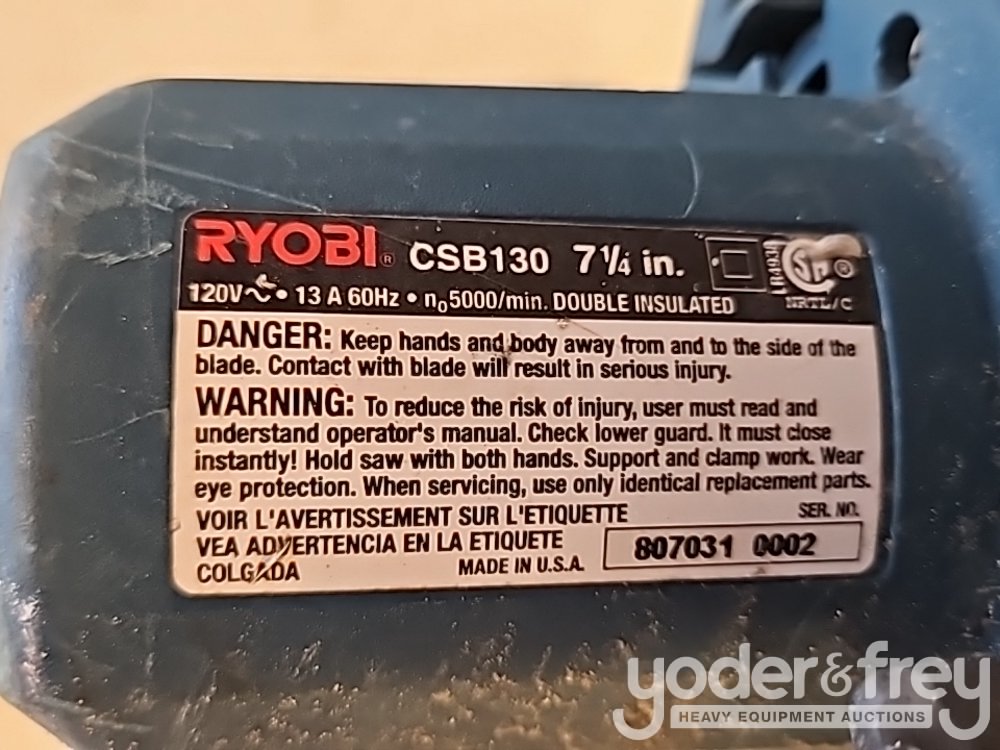 RYOBI® CSB130 7 1/4 in. LR4493 SA ®
120V~ • 13 A 60Hz • n₀5000/min. DOUBLE INSULATED NRTL/C
DANGER: Keep hands and body away from and to the side of the
blade. Contact with blade will result in serious injury.
WARNING: To reduce the risk of injury, user must read and
understand operator's manual. Check lower guard. It must close
instantly! Hold saw with both hands. Support and clamp work. Wear
eye protection. When servicing, use only identical replacement parts.
VOIR L'AVERTISSEMENT SUR L'ETIQUETTE SER. NO.
VEA ADVERTENCIA EN LA ETIQUETE 807031 0002
COLGADA MADE IN U.S.A.
yoder&frey
HEAVY EQUIPMENT AUCTIONS